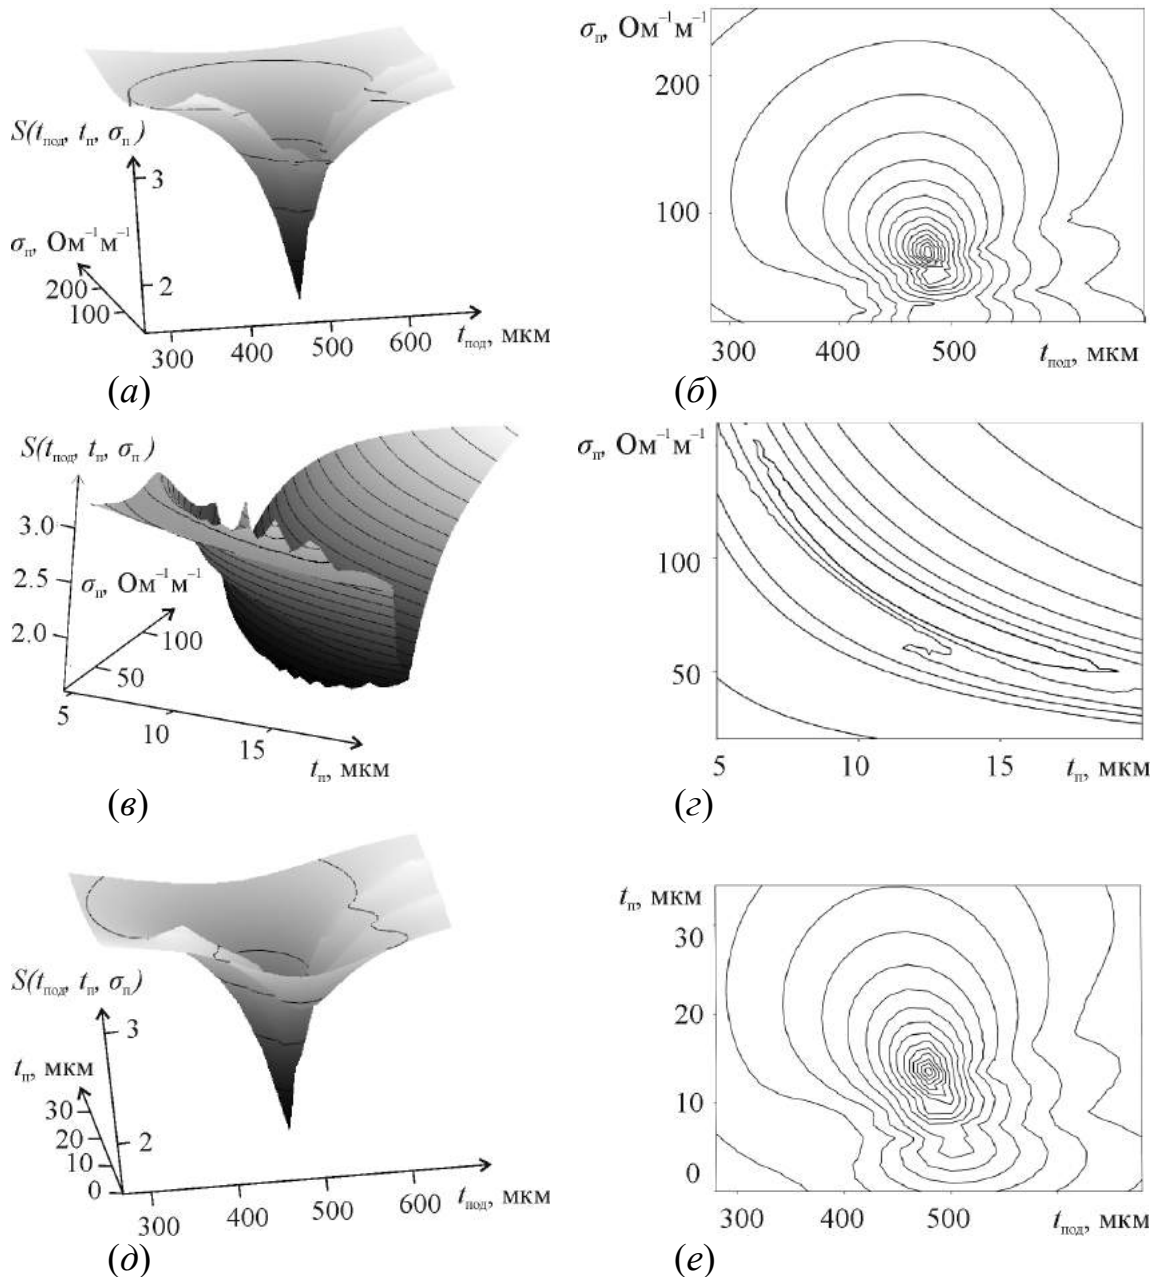 S(tпод, tп, σп)
3
σп, Ом⁻¹м⁻¹
2
200
100
300 400 500 600 tпод, мкм
(а)
σп, Ом⁻¹м⁻¹
200
100
300 400 500 tпод, мкм
(б)
S(tпод, tп, σп)
3.0
2.5
σп, Ом⁻¹м⁻¹
2.0
100
50
5
10
15
tп, мкм
(в)
σп, Ом⁻¹м⁻¹
100
50
5 10 15 tп, мкм
(г)
S(tпод, tп, σп)
3
tп, мкм
30
20
2
10
0
300 400 500 600 tпод, мкм
(д)
tп, мкм
30
20
10
0
300 400 500 tпод, мкм
(е)